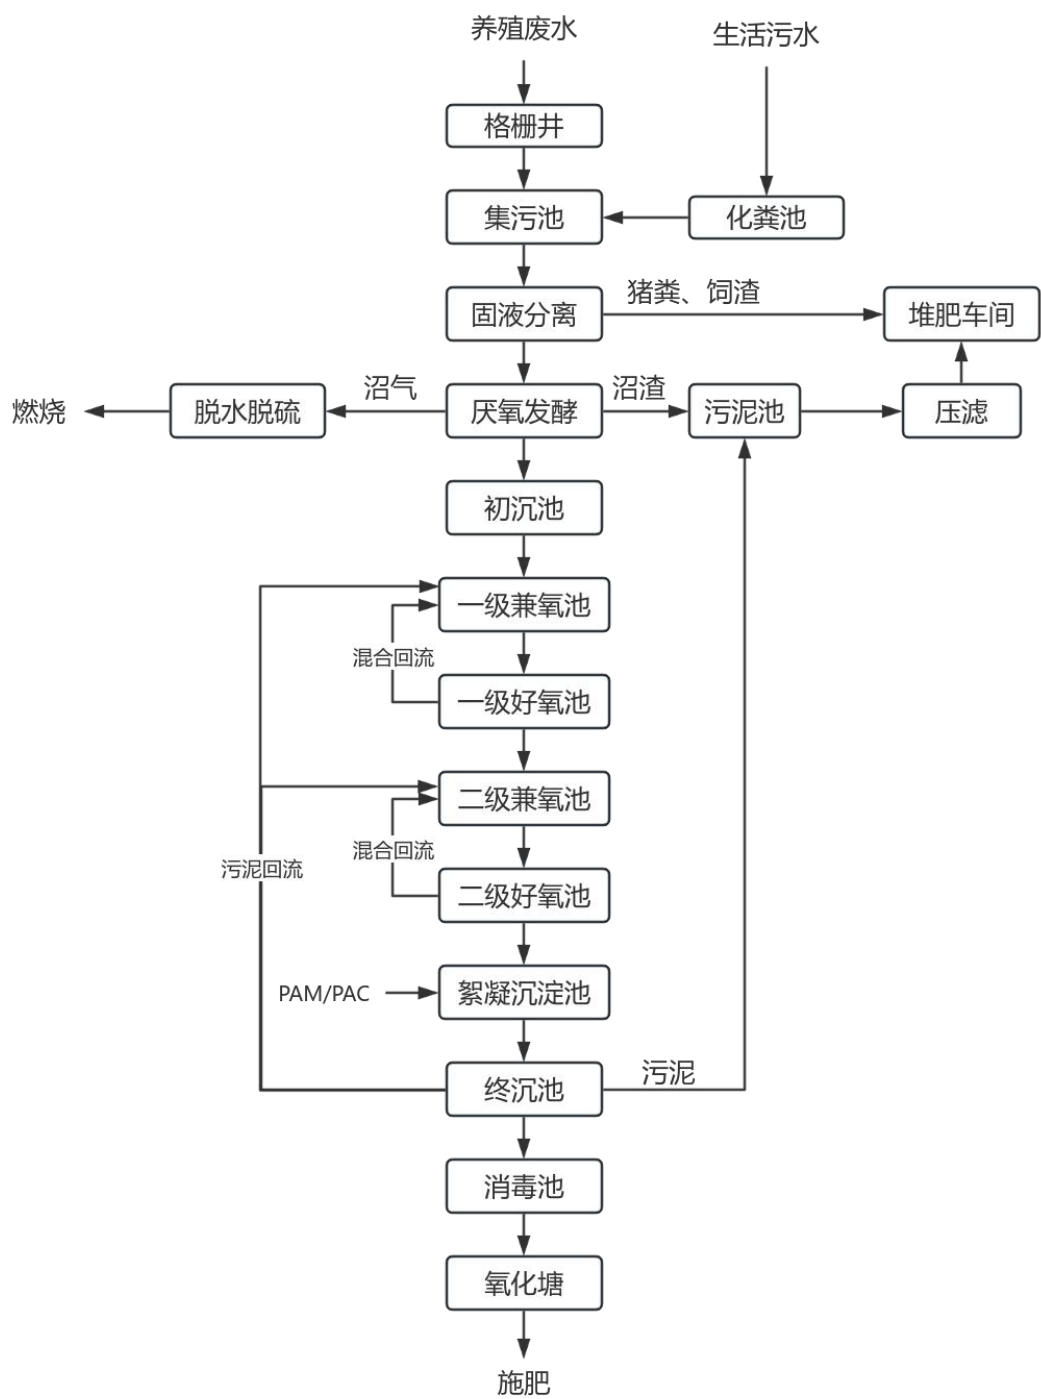 养殖废水
生活污水
格栅井
集污池
化粪池
固液分离
猪粪、饲渣
堆肥车间
燃烧
脱水脱硫
沼气
厌氧发酵
沼渣
污泥池
压滤
初沉池
一级兼氧池
混合回流
一级好氧池
二级兼氧池
混合回流
污泥回流
二级好氧池
PAM/PAC
絮凝沉淀池
终沉池
污泥
消毒池
氧化塘
施肥